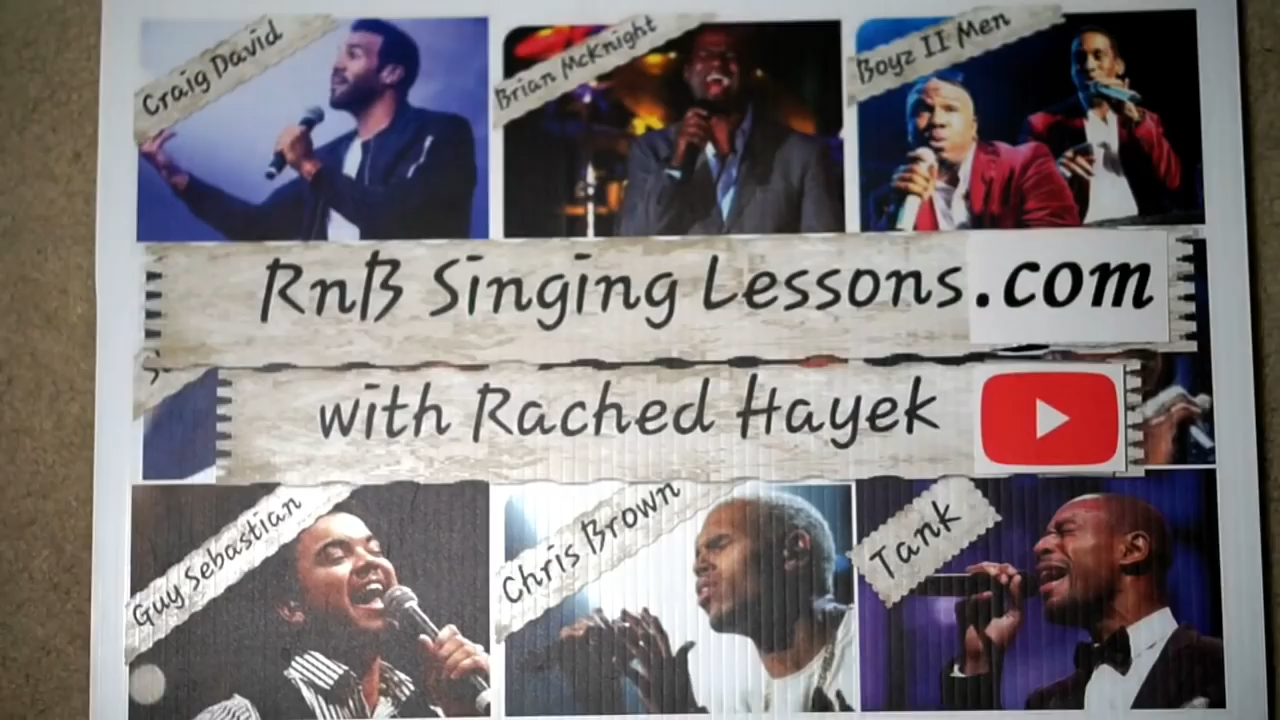 Craig David
Brian McKnight
Boyz II Men
RnB Singing Lessons.com
with Rached Hayek
Guy Sebastian
Chris Brown
Tank